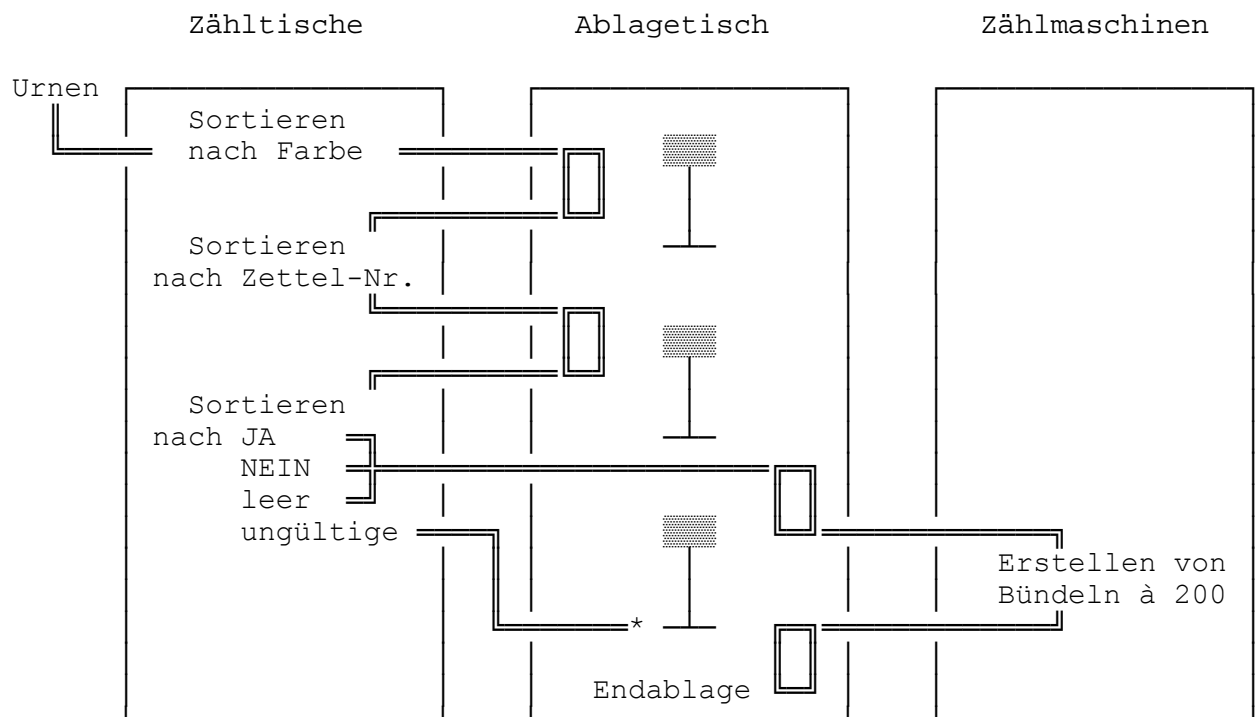 Zähltische Ablagetisch Zählmaschinen
Urnen
Sortieren
nach Farbe
Sortieren
nach Zettel-Nr.
Sortieren
nach JA
NEIN
leer
ungültige
Erstellen von
Bündeln à 200
*
Endablage